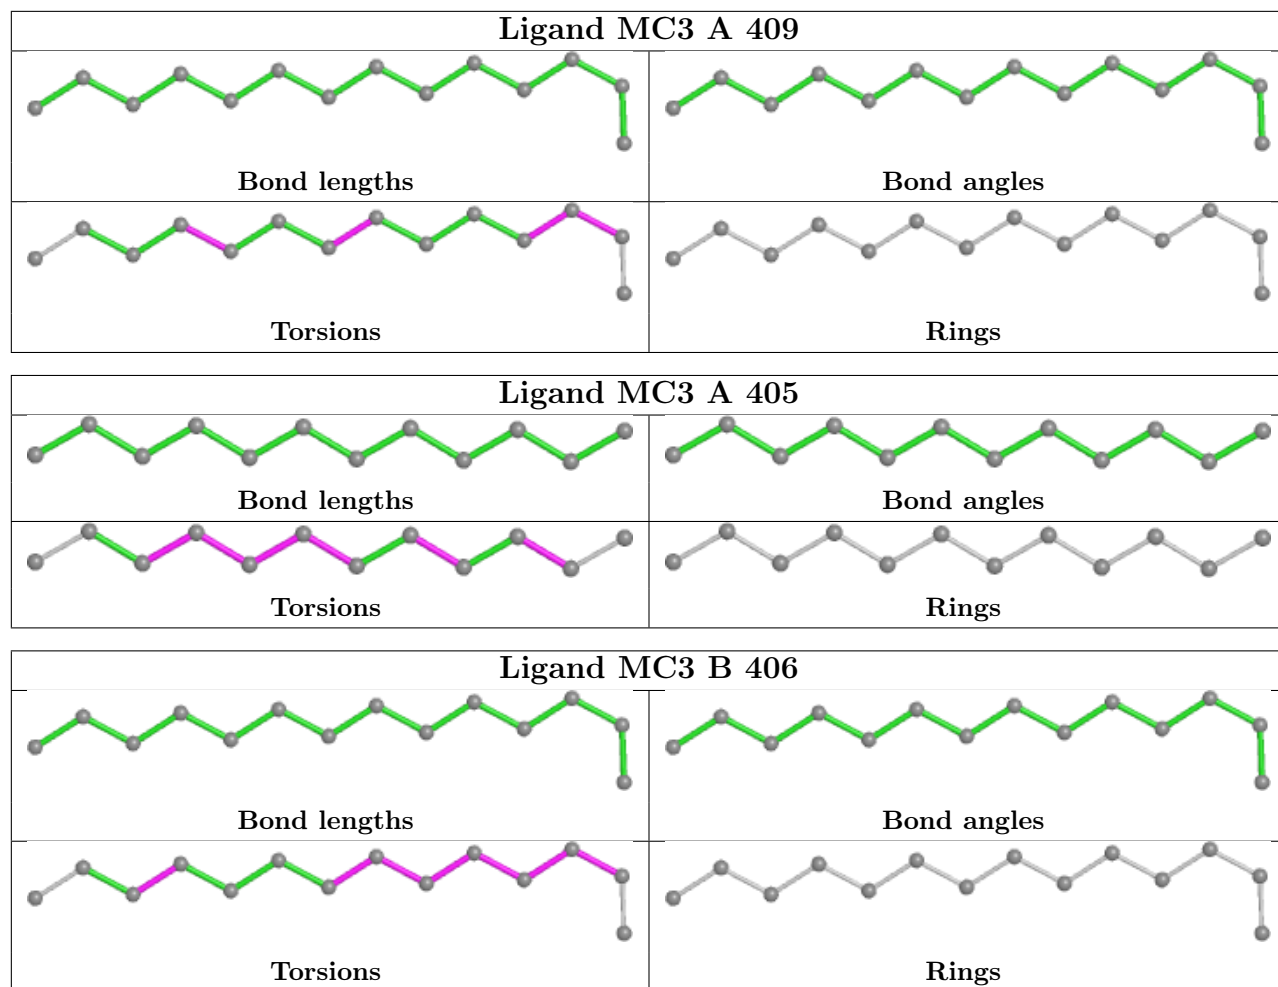 Ligand MC3 A 409
Bond lengths
Bond angles
Torsions
Rings
Ligand MC3 A 405
Bond lengths
Bond angles
Torsions
Rings
Ligand MC3 B 406
Bond lengths
Bond angles
Torsions
Rings